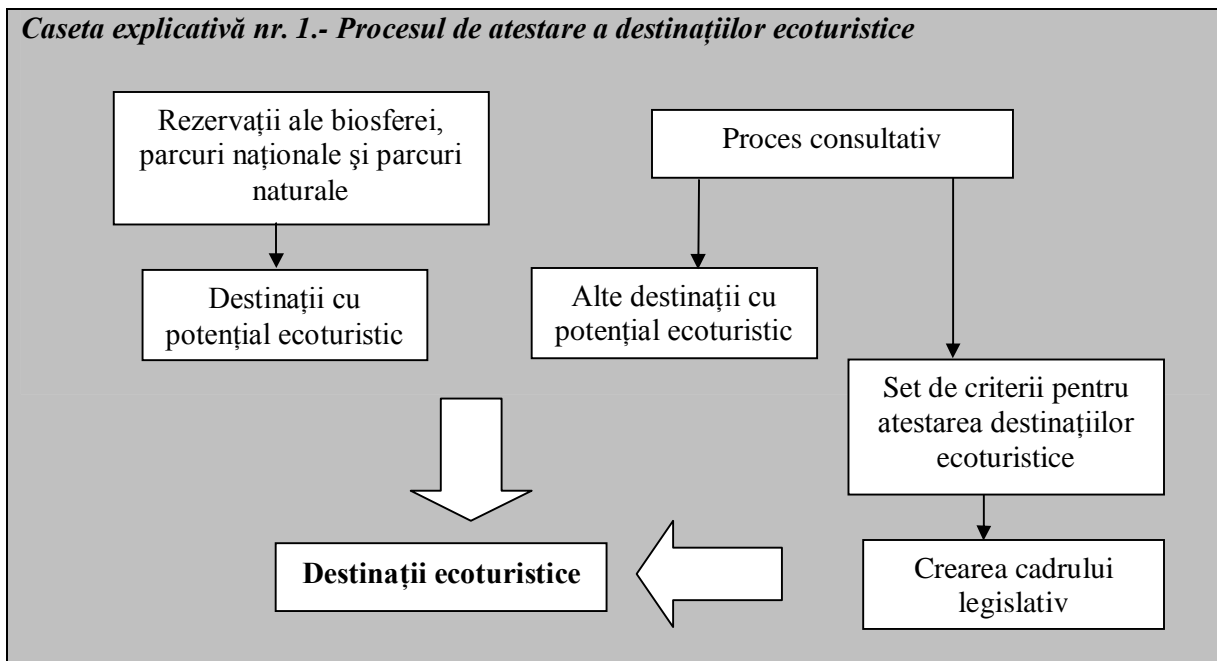 Caseta explicativă nr. 1.- Procesul de atestare a destinațiilor ecoturistice
Rezervații ale biosferei,
parcuri naționale şi parcuri
naturale
Proces consultativ
Destinații cu
potențial ecoturistic
Alte destinații cu
potențial ecoturistic
Set de criterii pentru
atestarea destinațiilor
ecoturistice
Destinații ecoturistice
Crearea cadrului
legislativ